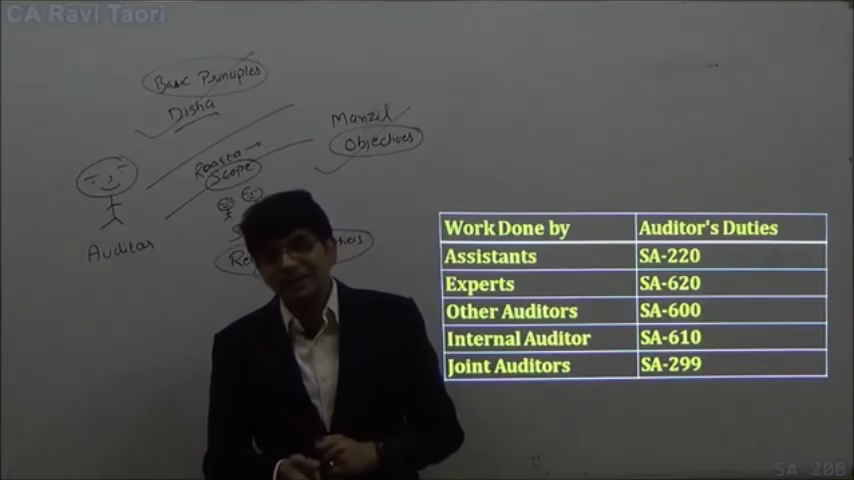 CA Ravi Taori
Basic Principles
Disha
Manzil
Objectives
Raasta →
Scope
Auditor
Work Done by Auditor's Duties
Assistants SA-220
Experts SA-620
Other Auditors SA-600
Internal Auditor SA-610
Joint Auditors SA-299
SA-200